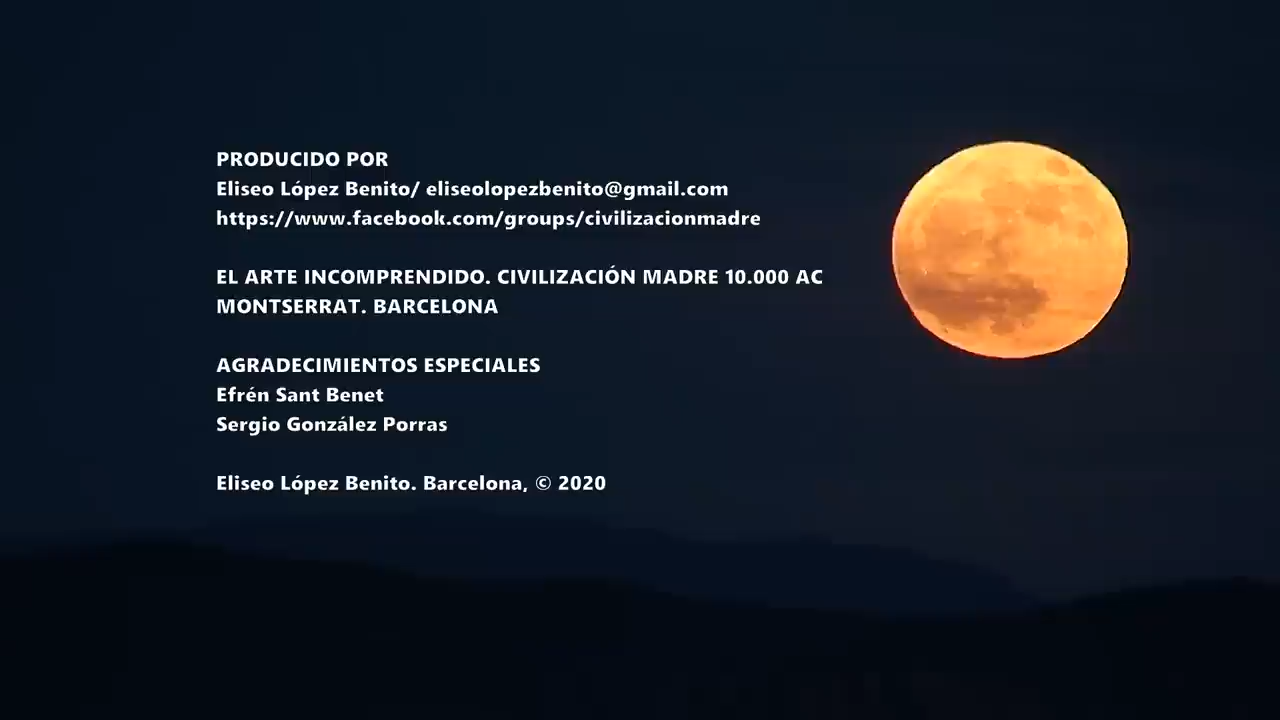 PRODUCIDO POR
Eliseo López Benito/ eliseolopezbenito@gmail.com
https://www.facebook.com/groups/civilizacionmadre
EL ARTE INCOMPRENDIDO. CIVILIZACIÓN MADRE 10.000 AC
MONTSERRAT. BARCELONA
AGRADECIMIENTOS ESPECIALES
Efrén Sant Benet
Sergio González Porras
Eliseo López Benito. Barcelona, © 2020